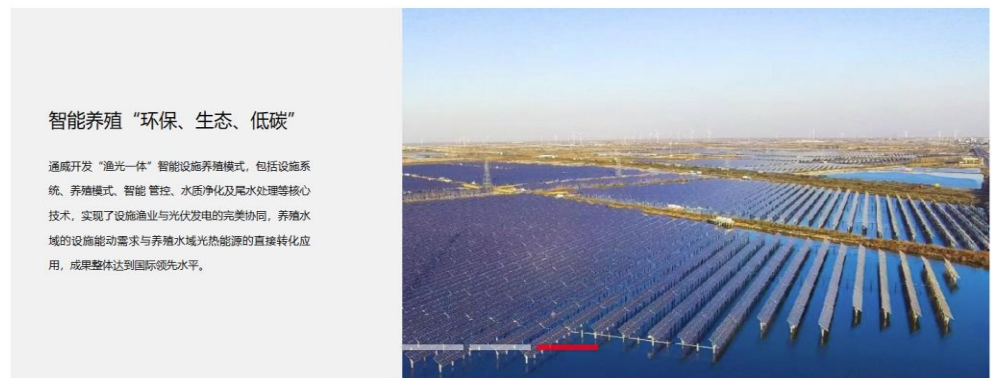 智能养殖“环保、生态、低碳”
通威开发“渔光一体”智能设施养殖模式，包括设施系
统、养殖模式、智能 管控、水质净化及尾水处理等核心
技术，实现了设施渔业与光伏发电的完美协同，养殖水
域的设施能动需求与养殖水域光热能源的直接转化应
用，成果整体达到国际领先水平。